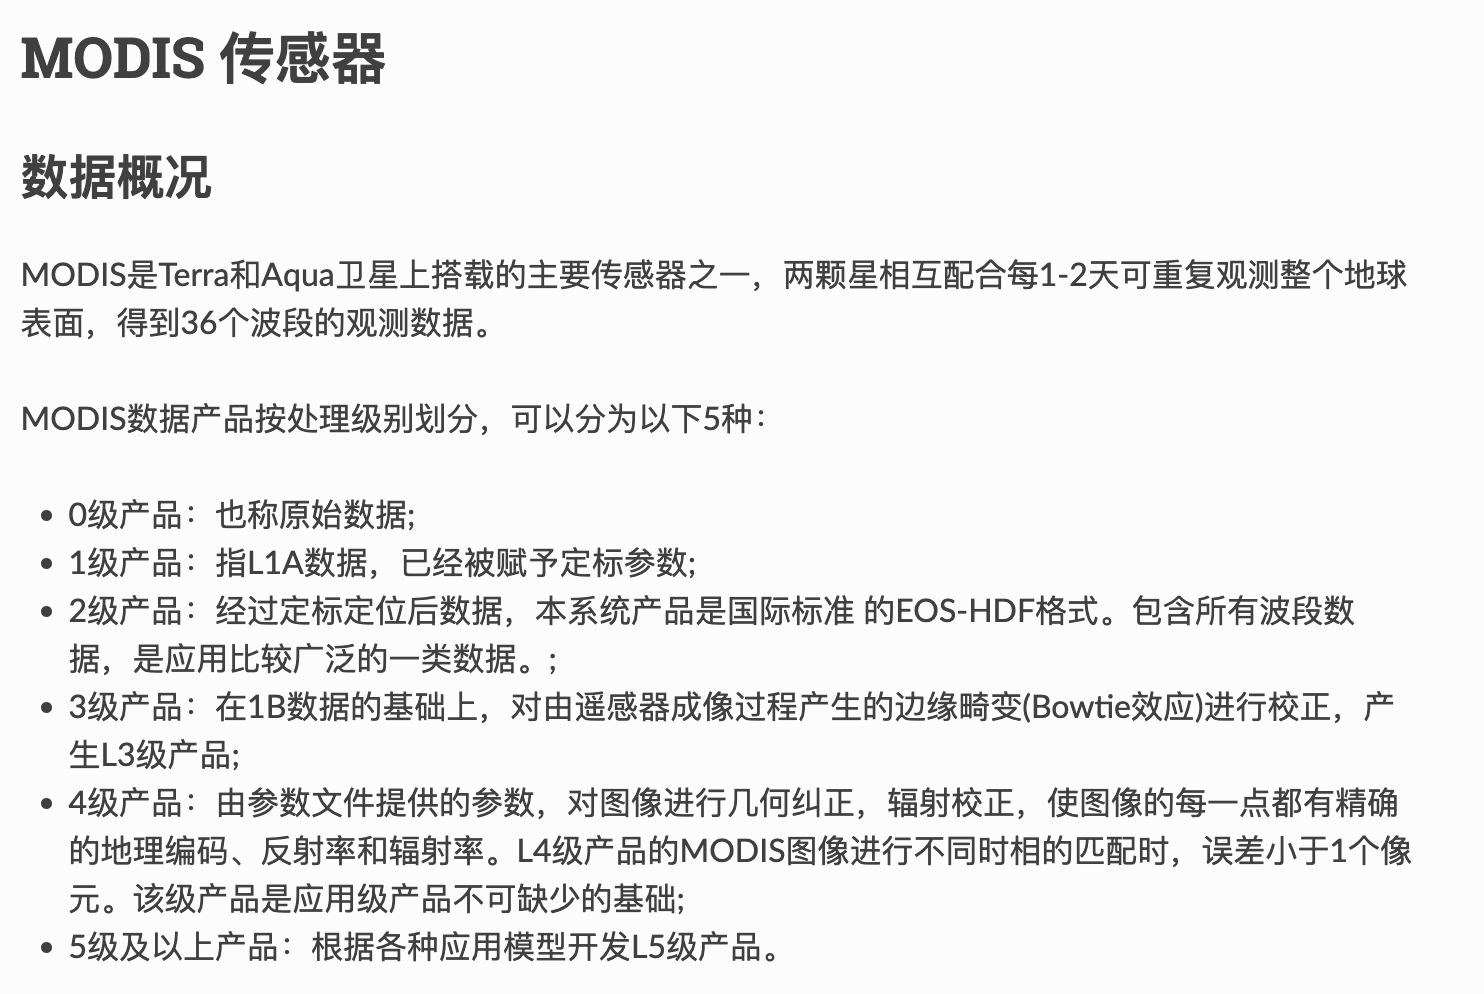 MODIS 传感器
数据概况
MODIS是Terra和Aqua卫星上搭载的主要传感器之一，两颗星相互配合每1-2天可重复观测整个地球
表面，得到36个波段的观测数据。
MODIS数据产品按处理级别划分，可以分为以下5种：
• 0级产品：也称原始数据;
• 1级产品：指L1A数据，已经被赋予定标参数;
• 2级产品：经过定标定位后数据，本系统产品是国际标准 的EOS-HDF格式。包含所有波段数
据，是应用比较广泛的一类数据。;
• 3级产品：在1B数据的基础上，对由遥感器成像过程产生的边缘畸变(Bowtie效应)进行校正，产
生L3级产品;
• 4级产品：由参数文件提供的参数，对图像进行几何纠正，辐射校正，使图像的每一点都有精确
的地理编码、反射率和辐射率。L4级产品的MODIS图像进行不同时相的匹配时，误差小于1个像
元。该级产品是应用级产品不可缺少的基础;
• 5级及以上产品：根据各种应用模型开发L5级产品。